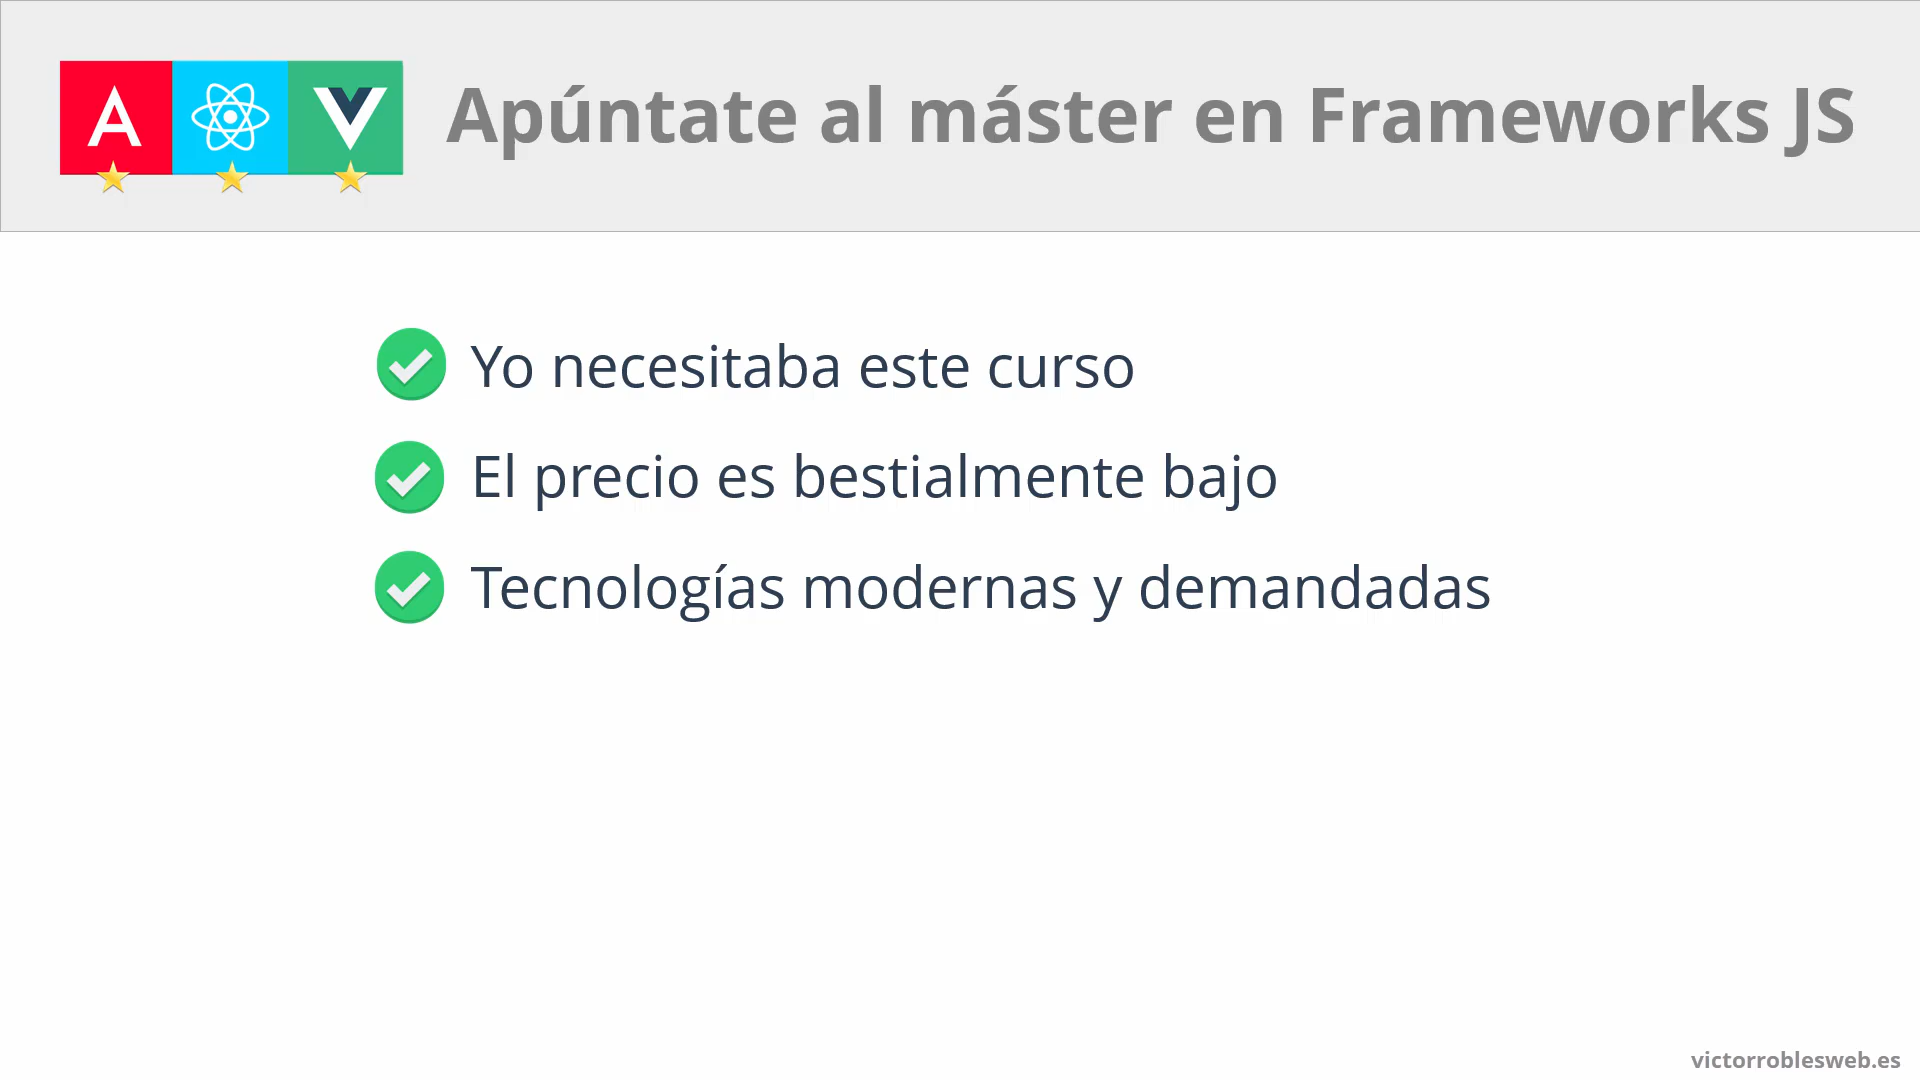 Apúntate al máster en Frameworks JS
Yo necesitaba este curso
El precio es bestialmente bajo
Tecnologías modernas y demandadas
victorroblesweb.es